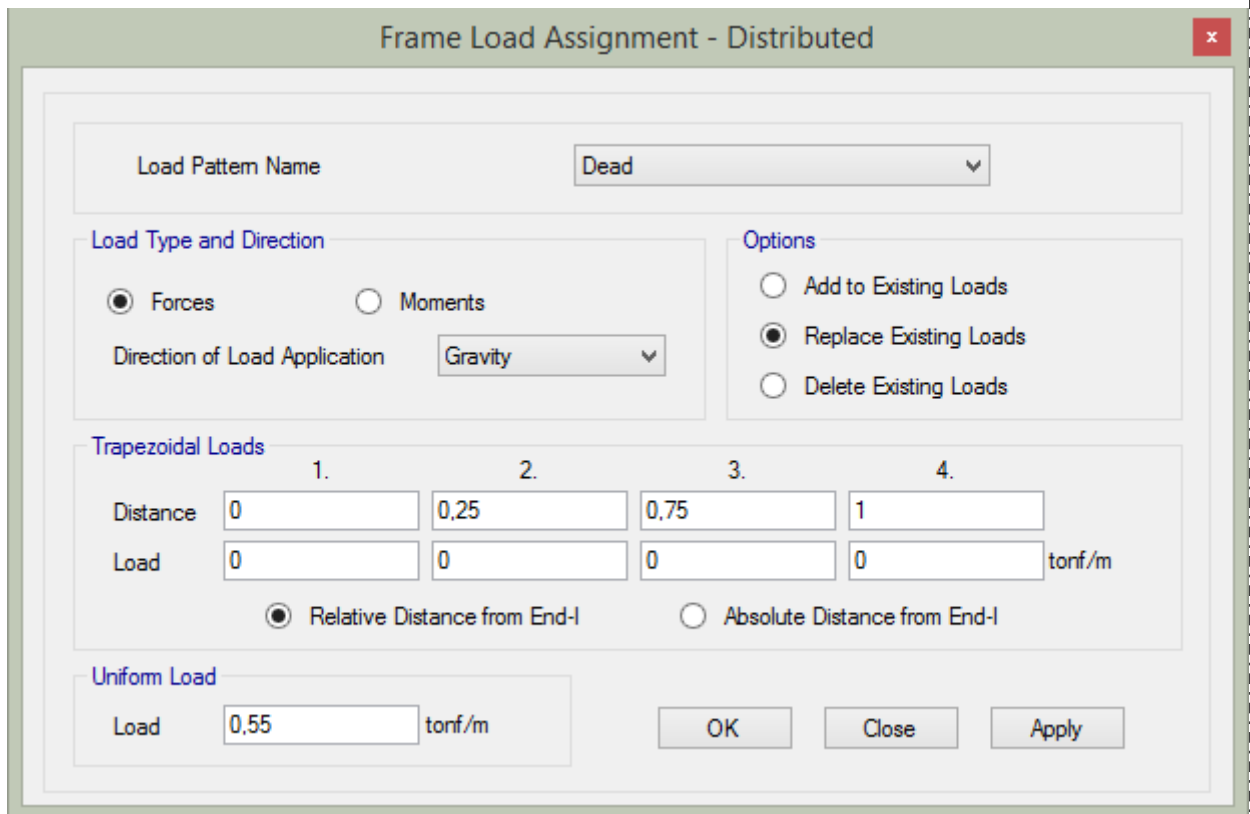 Frame Load Assignment - Distributed
x
Load Pattern Name Dead
Load Type and Direction
Forces Moments
Direction of Load Application Gravity
Options
Add to Existing Loads
Replace Existing Loads
Delete Existing Loads
Trapezoidal Loads
1. 2. 3. 4.
Distance 0 0,25 0,75 1
Load 0 0 0 0 tonf/m
Relative Distance from End-I Absolute Distance from End-I
Uniform Load
Load 0,55 tonf/m
OK Close Apply